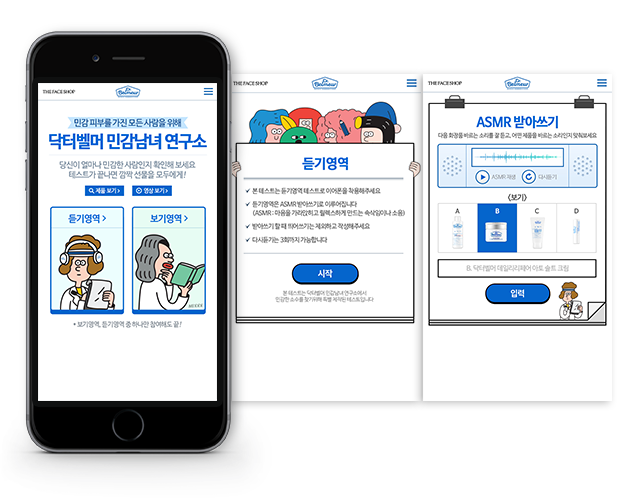 THE FACE SHOP
Dr. Belmeur
민감 피부를 가진 모든 사람을 위해
닥터벨머 민감남녀 연구소
당신이 얼마나 민감한 사람인지 확인해 보세요
테스트가 끝나면 깜짝 선물을 모두에게!
제품 보기 >
영상 보기 >
듣기영역 >
보기영역 >
* 보기영역, 듣기영역 중 하나만 참여해도 끝!
THE FACE SHOP
Dr. Belmeur
듣기영역
✓ 본 테스트는 듣기영역 테스트로 이어폰을 착용해주세요
✓ 듣기영역은 ASMR 받아쓰기로 이루어집니다
(ASMR : 마음을 가라앉히고 릴렉스하게 만드는 속삭임이나 소음)
✓ 받아쓰기 할 때 띄어쓰기는 제외하고 작성해주세요
✓ 다시듣기는 3회까지 가능합니다
시작
본 테스트는 닥터벨머 민감남녀 연구소에서
민감한 소수를 찾기위해 특별 제작된 테스트입니다
THE FACE SHOP
Dr. Belmeur
ASMR 받아쓰기
다음 화장품 바르는 소리를 잘 듣고, 어떤 제품을 바르는 소리인지 맞춰보세요
ASMR 재생
다시듣기
<보기>
A
B
C
D
B. 닥터벨머 데일리리페어 아토 솔트 크림
입력